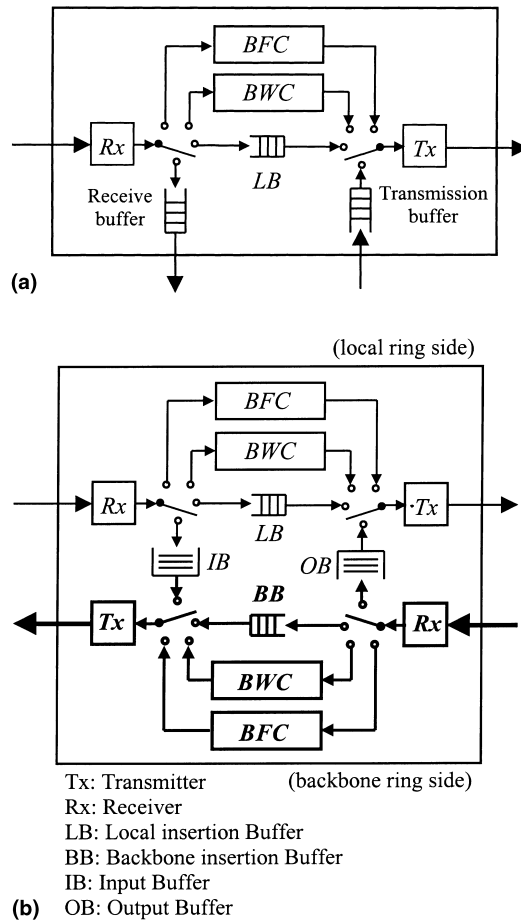 BFC
BWC
Rx
LB
Tx
Receive
buffer
Transmission
buffer
(a)
(local ring side)
BFC
BWC
Rx
LB
Tx
IB
OB
BB
Tx
Rx
BWC
BFC
(backbone ring side)
Tx: Transmitter
Rx: Receiver
LB: Local insertion Buffer
BB: Backbone insertion Buffer
IB: Input Buffer
(b) OB: Output Buffer